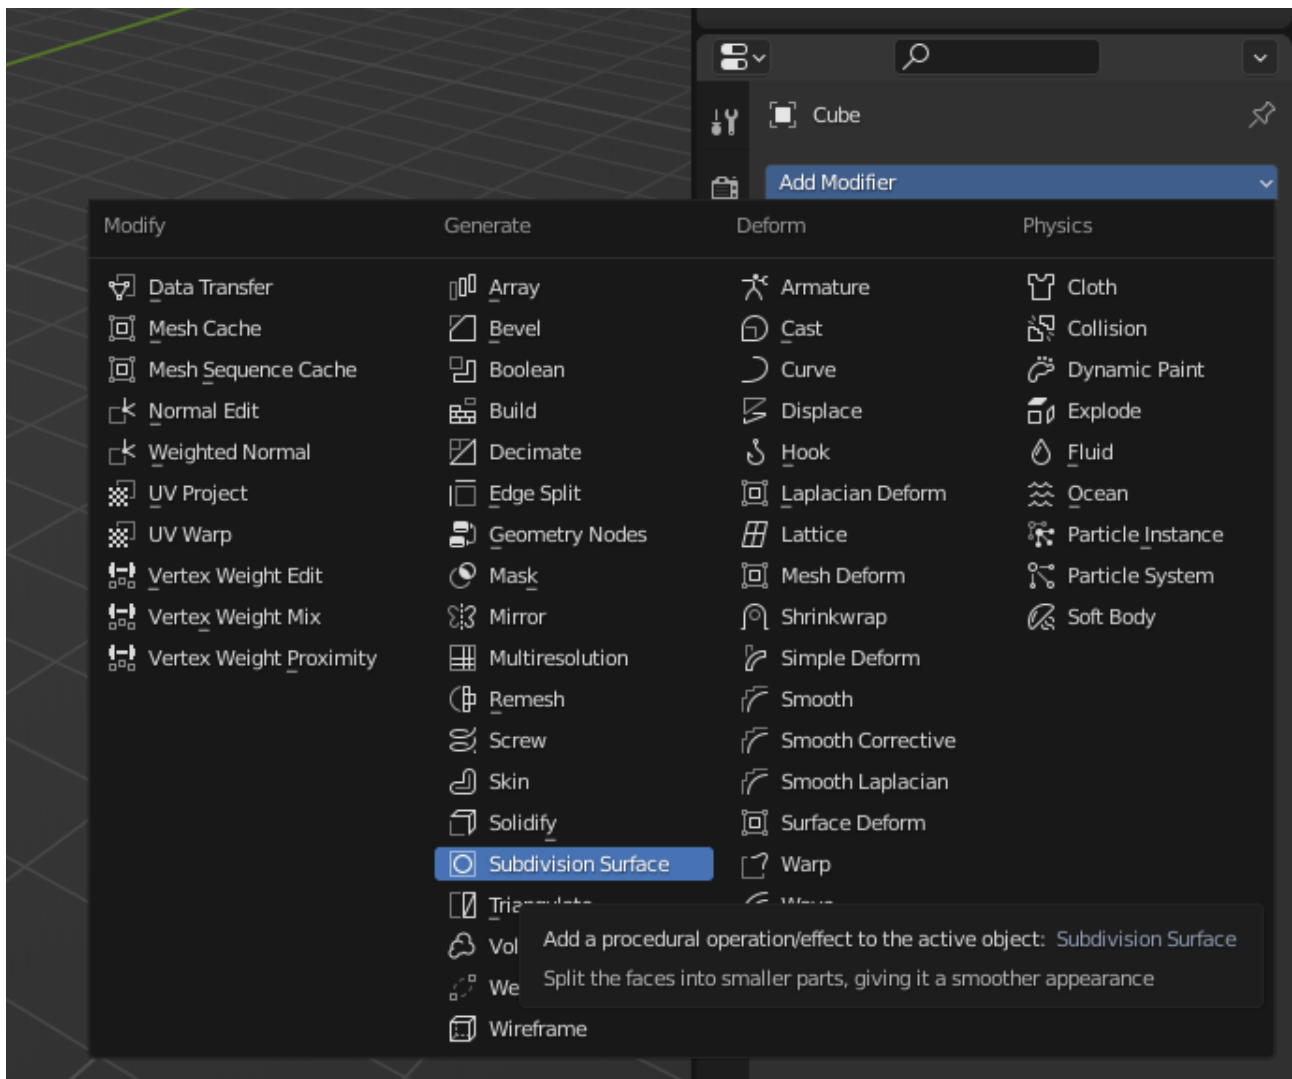 Cube
Add Modifier
Modify
Data Transfer
Mesh Cache
Mesh Sequence Cache
Normal Edit
Weighted Normal
UV Project
UV Warp
Vertex Weight Edit
Vertex Weight Mix
Vertex Weight Proximity
Generate
Array
Bevel
Boolean
Build
Decimate
Edge Split
Geometry Nodes
Mask
Mirror
Multiresolution
Remesh
Screw
Skin
Solidify
Subdivision Surface
Wireframe
Deform
Armature
Cast
Curve
Displace
Hook
Laplacian Deform
Lattice
Mesh Deform
Shrinkwrap
Simple Deform
Smooth
Smooth Corrective
Smooth Laplacian
Surface Deform
Warp
Physics
Cloth
Collision
Dynamic Paint
Explode
Fluid
Ocean
Particle Instance
Particle System
Soft Body
Add a procedural operation/effect to the active object: Subdivision Surface
Split the faces into smaller parts, giving it a smoother appearance